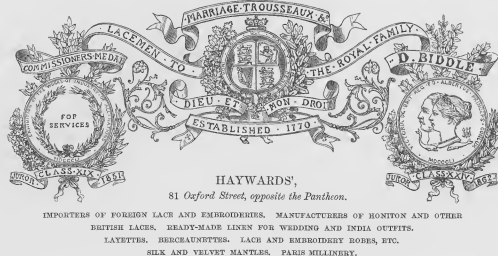 MARRIAGE·TROUSSEAUX·&
LACEMEN · TO · THE · ROYAL · FAMILY ·
COMMISSIONERS·MEDAL
D. BIDDLE
FOR
SERVICES
MDCCCLI
DIEU · ET · MON · DROIT
ESTABLISHED · 1770
JUROR CLASS·XIX 1851
JUROR CLASS·XXIV 1862
HAYWARDS',
81 Oxford Street, opposite the Pantheon.
IMPORTERS OF FOREIGN LACE AND EMBROIDERIES. MANUFACTURERS OF HONITON AND OTHER
BRITISH LACES. READY-MADE LINEN FOR WEDDING AND INDIA OUTFITS.
LAYETTES. BERCEAUNETTES. LACE AND EMBROIDERY ROBES, ETC.
SILK AND VELVET MANTLES. PARIS MILLINERY.